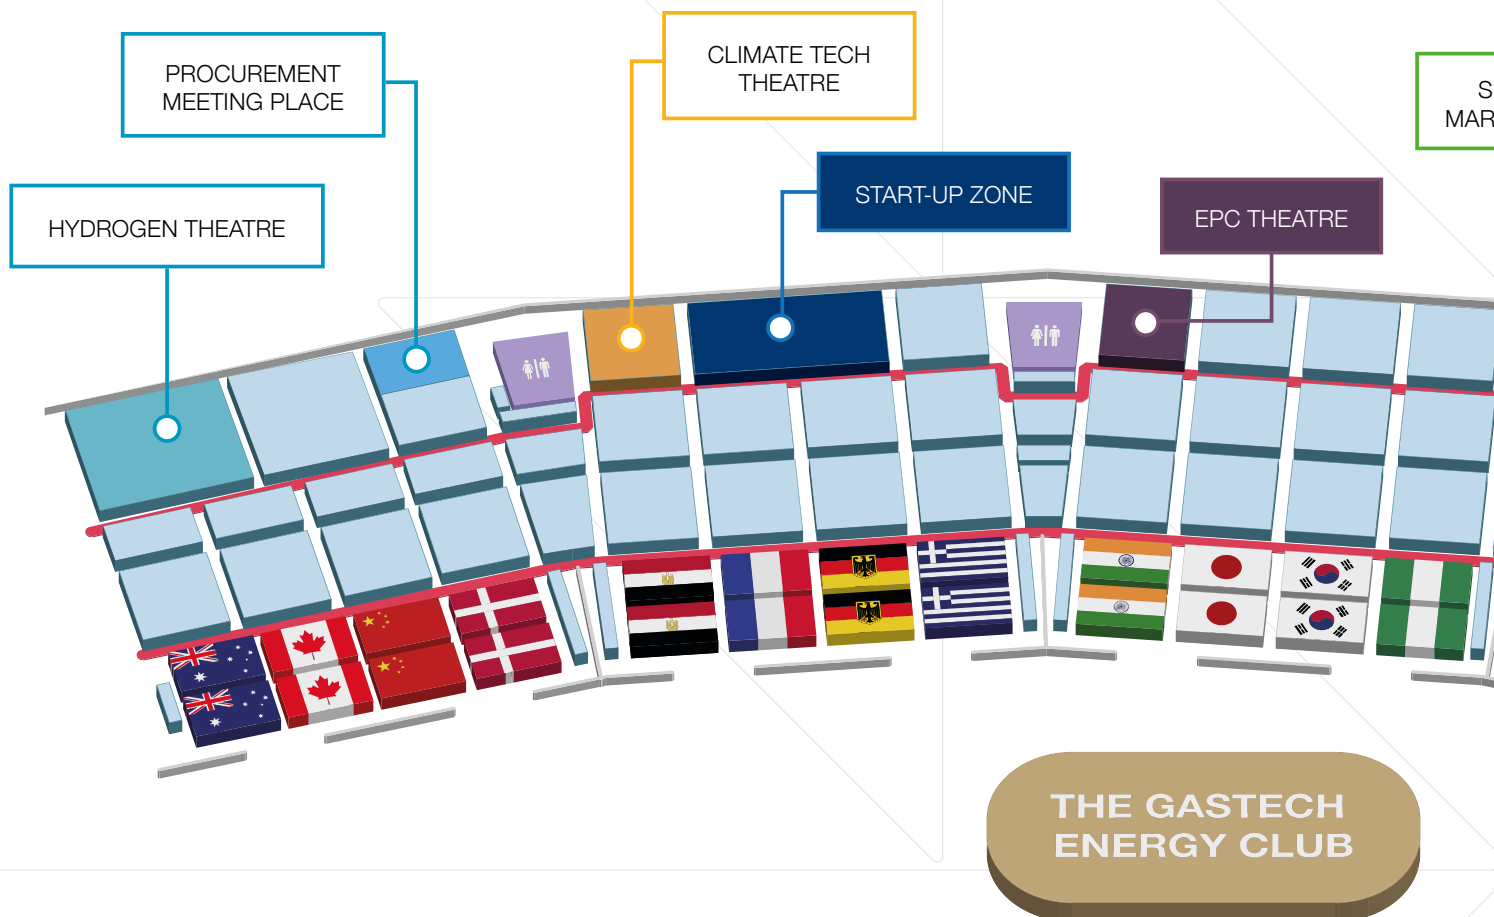 PROCUREMENT
MEETING PLACE
CLIMATE TECH
THEATRE
HYDROGEN THEATRE
START-UP ZONE
EPC THEATRE
THE GASTECH
ENERGY CLUB